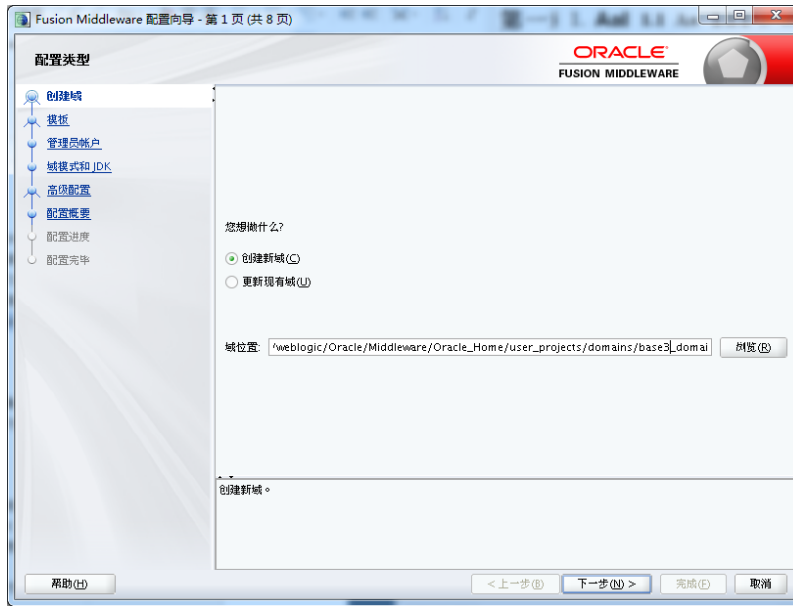 Fusion Middleware 配置向导 - 第 1 页 (共 8 页)
配置类型
ORACLE
FUSION MIDDLEWARE
创建域
模板
管理员帐户
域模式和 JDK
高级配置
配置概要
配置进度
配置完毕
您想做什么?
创建新域(C)
更新现有域(U)
域位置: weblogic/Oracle/Middleware/Oracle_Home/user_projects/domains/base3_domai 浏览(R)
创建新域。
帮助(H) <上一步(B) 下一步(N) > 完成(F) 取消